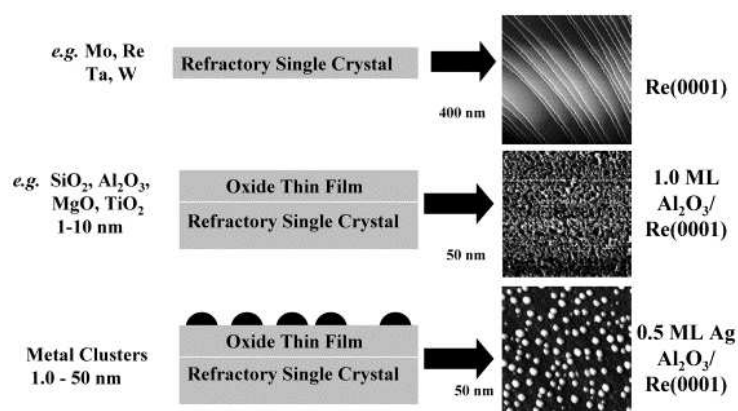 e.g. Mo, Re
Ta, W
Refractory Single Crystal
400 nm
Re(0001)
e.g. SiO₂, Al₂O₃,
MgO, TiO₂
1-10 nm
Oxide Thin Film
Refractory Single Crystal
50 nm
1.0 ML
Al₂O₃/
Re(0001)
Metal Clusters
1.0 - 50 nm
Oxide Thin Film
Refractory Single Crystal
50 nm
0.5 ML Ag
Al₂O₃/
Re(0001)